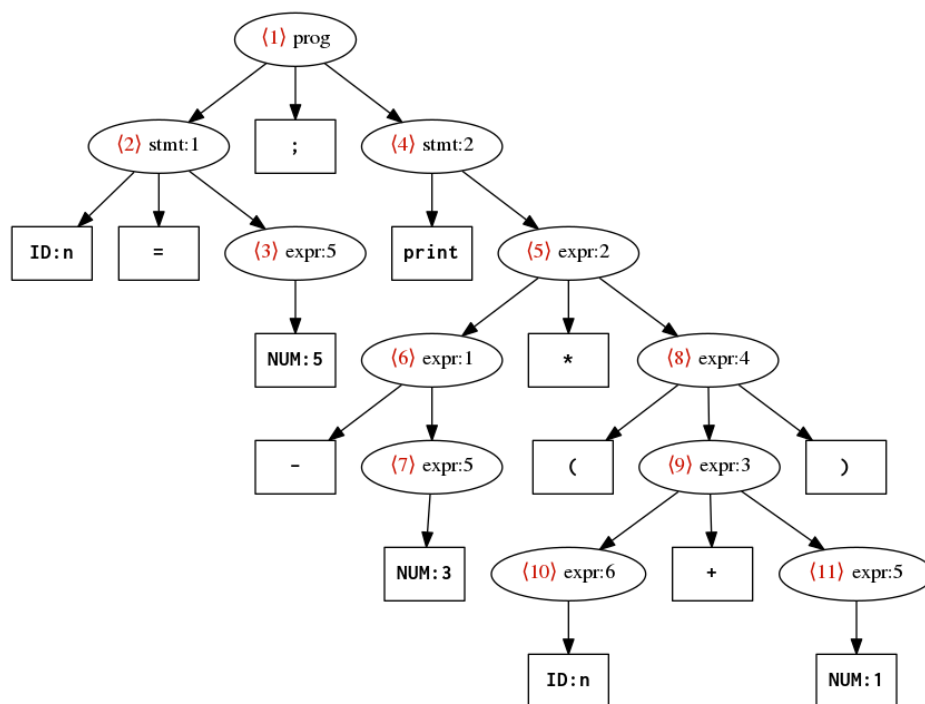 ⟨1⟩ prog
⟨2⟩ stmt:1
;
⟨4⟩ stmt:2
ID:n
=
⟨3⟩ expr:5
print
⟨5⟩ expr:2
NUM:5
⟨6⟩ expr:1
*
⟨8⟩ expr:4
-
⟨7⟩ expr:5
(
⟨9⟩ expr:3
)
NUM:3
⟨10⟩ expr:6
+
⟨11⟩ expr:5
ID:n
NUM:1